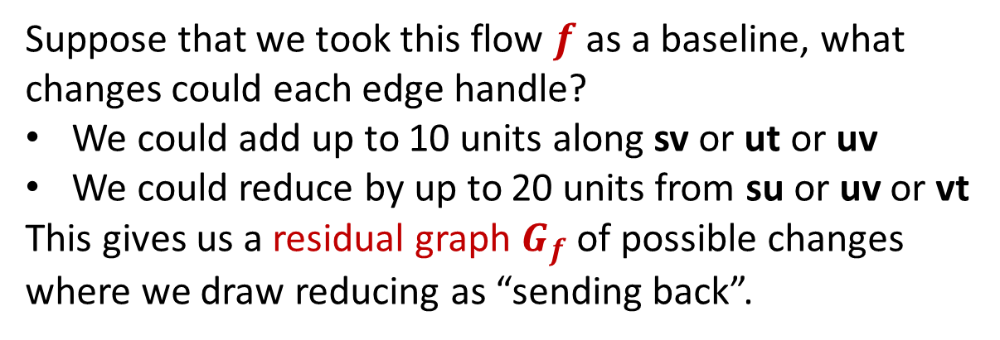 Suppose that we took this flow f as a baseline, what
changes could each edge handle?
• We could add up to 10 units along sv or ut or uv
• We could reduce by up to 20 units from su or uv or vt
This gives us a residual graph G_f of possible changes
where we draw reducing as “sending back”.